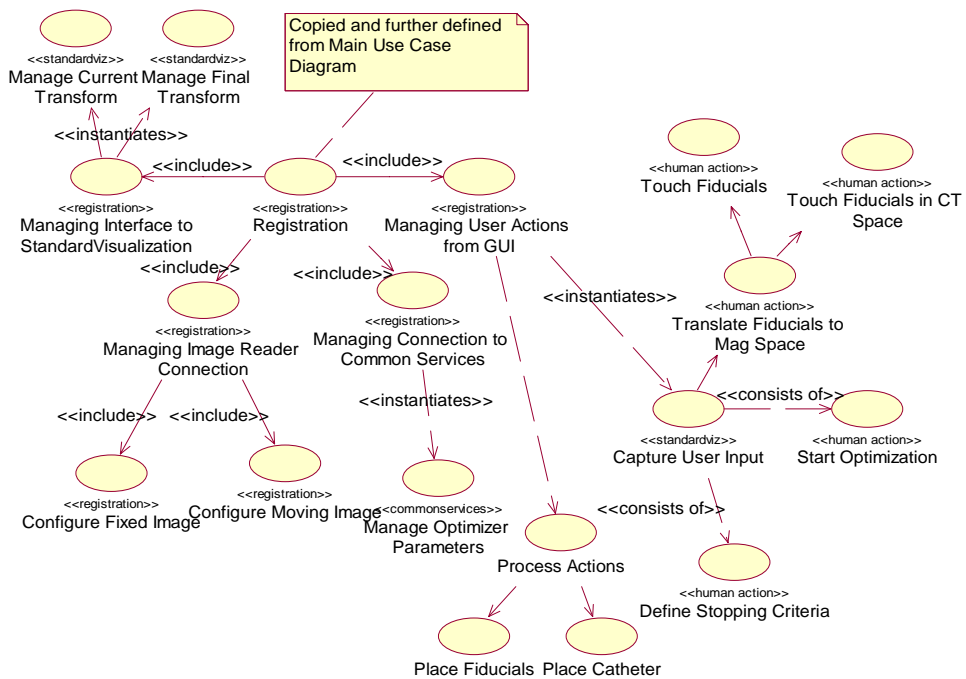 Copied and further defined
from Main Use Case
Diagram
<<standardviz>>
Manage Current
Transform
<<standardviz>>
Manage Final
Transform
<<instantiates>>
<<include>>
<<include>>
<<registration>>
Managing Interface to
StandardVisualization
<<registration>>
Registration
<<registration>>
Managing User Actions
from GUI
<<human action>>
Touch Fiducials
<<human action>>
Touch Fiducials in CT
Space
<<include>>
<<include>>
<<instantiates>>
<<human action>>
Translate Fiducials to
Mag Space
<<registration>>
Managing Image Reader
Connection
<<registration>>
Managing Connection to
Common Services
<<include>>
<<include>>
<<instantiates>>
<<consists of>>
<<standardviz>>
Capture User Input
<<human action>>
Start Optimization
<<registration>>
Configure Fixed Image
<<registration>>
Configure Moving Image
<<commonservices>>
Manage Optimizer
Parameters
<<consists of>>
Process Actions
<<human action>>
Define Stopping Criteria
Place Fiducials
Place Catheter